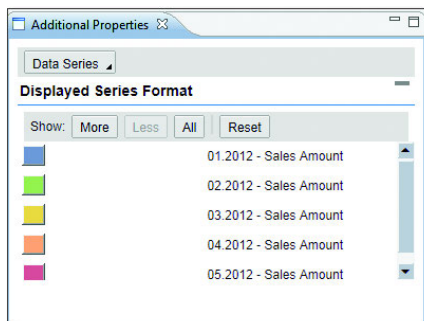 Additional Properties
Data Series
Displayed Series Format
Show: More Less All Reset
01.2012 - Sales Amount
02.2012 - Sales Amount
03.2012 - Sales Amount
04.2012 - Sales Amount
05.2012 - Sales Amount